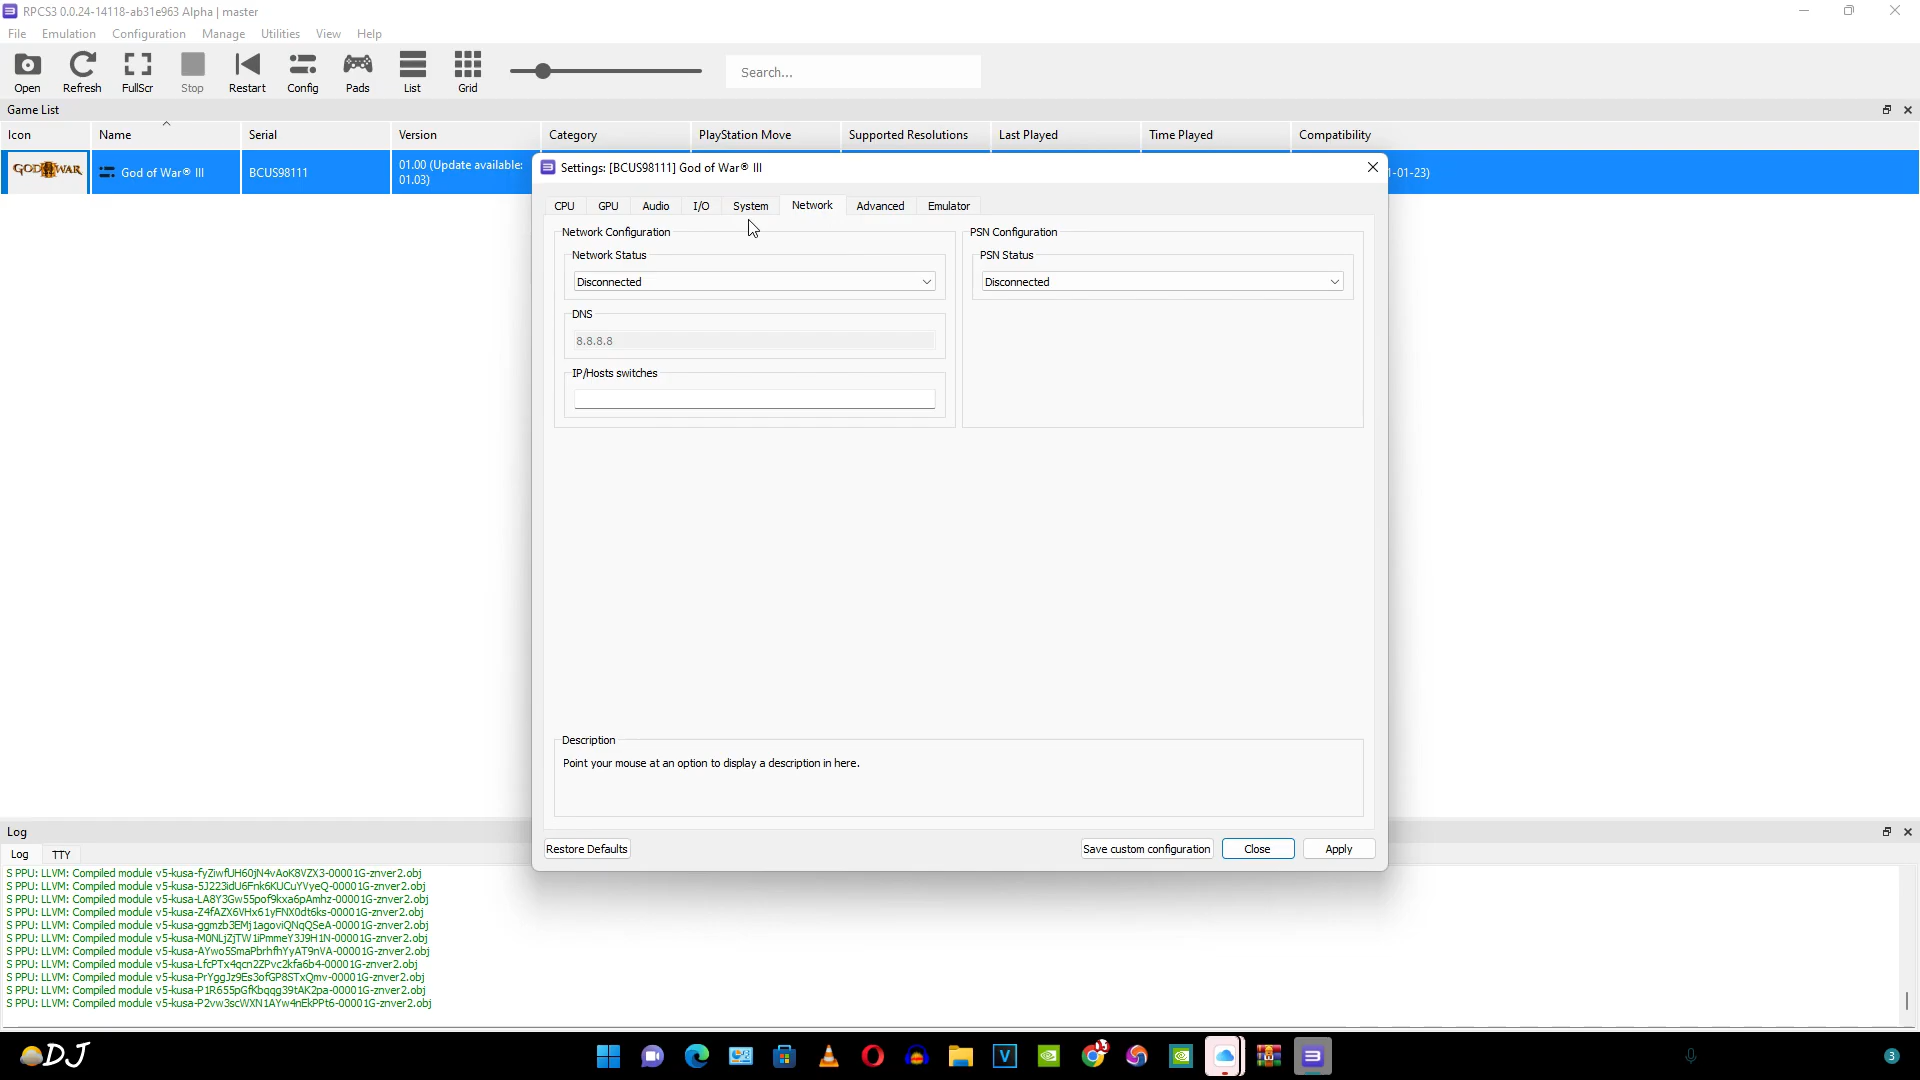 RPCS3 0.0.24-14118-ab31e963 Alpha | master
File Emulation Configuration Manage Utilities View Help
Open Refresh FullScr Stop Restart Config Pads List Grid Search...
Game List
Icon Name Serial Version Category PlayStation Move Supported Resolutions Last Played Time Played Compatibility
GOD WAR God of War® III BCUS98111 01.00 (Update available: 01.03) 1-01-23)
Settings: [BCUS98111] God of War® III
CPU GPU Audio I/O System Network Advanced Emulator
Network Configuration PSN Configuration
Network Status PSN Status
Disconnected Disconnected
DNS
8.8.8.8
IP/Hosts switches
Description
Point your mouse at an option to display a description in here.
Restore Defaults Save custom configuration Close Apply
Log
Log TTY
S PPU: LLVM: Compiled module v5-kusa-fyZiwfUH60jN4vAoK8VZX3-00001G-znver2.obj
S PPU: LLVM: Compiled module v5-kusa-5J223idU6Fnk6KUCuYVyeQ-00001G-znver2.obj
S PPU: LLVM: Compiled module v5-kusa-LA8Y3Gw55pof9kxa6pAmhz-00001G-znver2.obj
S PPU: LLVM: Compiled module v5-kusa-Z4fAZX6VHx61yFNX0dt6ks-00001G-znver2.obj
S PPU: LLVM: Compiled module v5-kusa-ggmzb3EMj1agoviQNqQSeA-00001G-znver2.obj
S PPU: LLVM: Compiled module v5-kusa-M0NLjZjTW1iPmmeY3J9H1N-00001G-znver2.obj
S PPU: LLVM: Compiled module v5-kusa-AYwo5SmaPbrhfhYyAT9nVA-00001G-znver2.obj
S PPU: LLVM: Compiled module v5-kusa-LfcPTx4qcn2ZPvc2kfa6b4-00001G-znver2.obj
S PPU: LLVM: Compiled module v5-kusa-PrYggJz9Es3ofGP8STxQmv-00001G-znver2.obj
S PPU: LLVM: Compiled module v5-kusa-P1R655pGfKbqqg39tAK2pa-00001G-znver2.obj
S PPU: LLVM: Compiled module v5-kusa-P2vw3scWXN1AYw4nEkPPt6-00001G-znver2.obj
DJ V 3